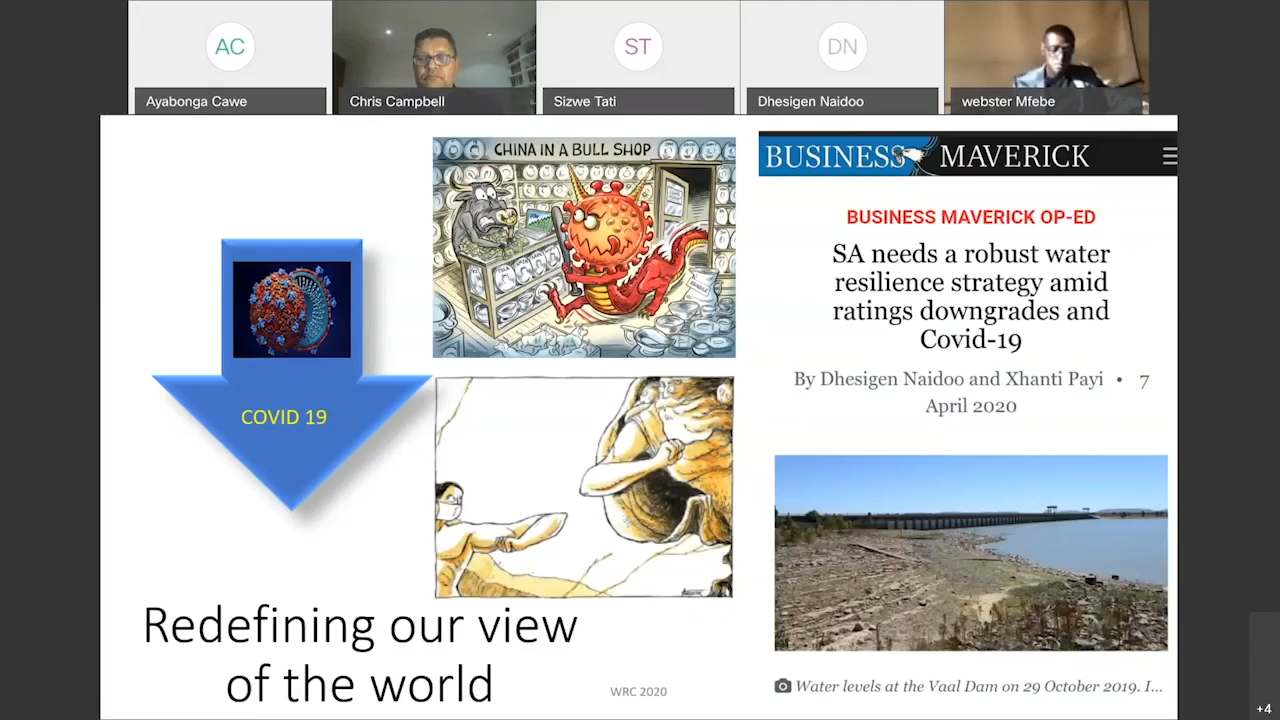 AC
ST
DN
Ayabonga Cawe
Chris Campbell
Sizwe Tati
Dhesigen Naidoo
webster Mfebe
CHINA IN A BULL SHOP
BUSINESS MAVERICK
BUSINESS MAVERICK OP-ED
SA needs a robust water
resilience strategy amid
ratings downgrades and
Covid-19
By Dhesigen Naidoo and Xhanti Payi • 7
April 2020
COVID 19
Redefining our view
of the world
WRC 2020
Water levels at the Vaal Dam on 29 October 2019. I...
+4